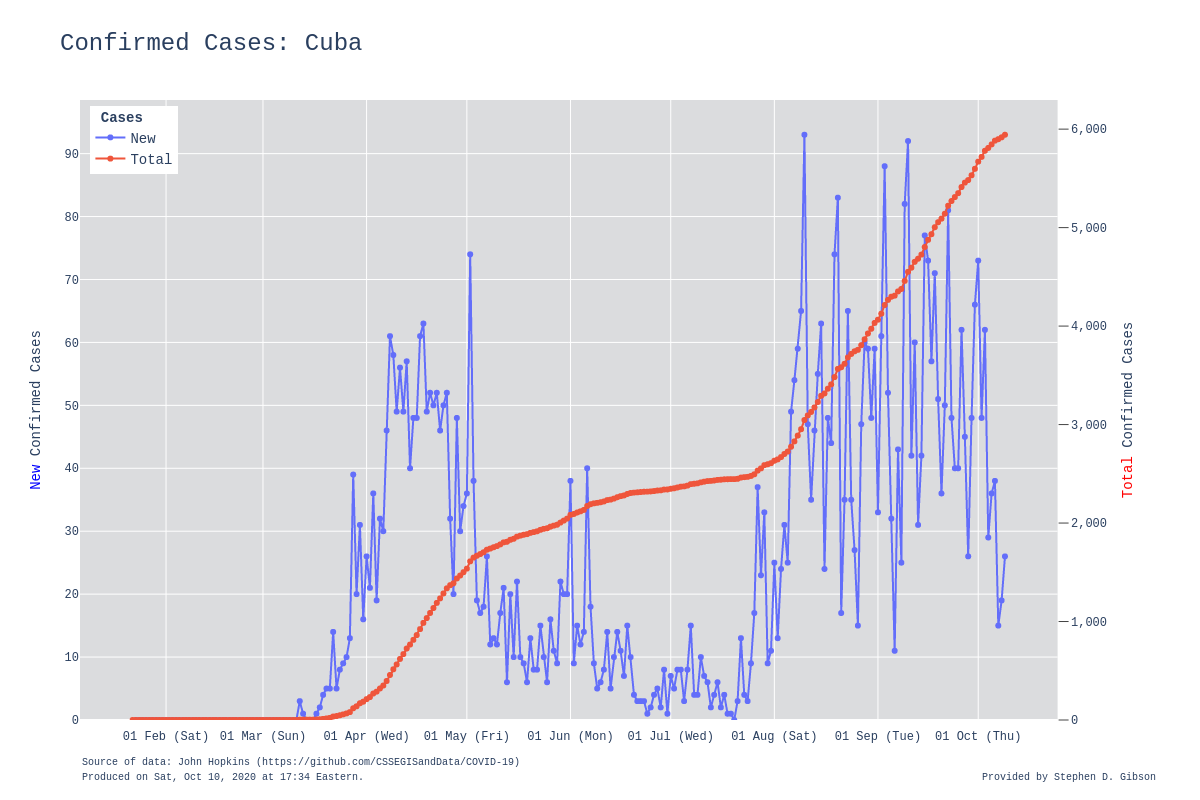 Confirmed Cases: Cuba
Cases
New
Total
90
80
70
60
50
40
30
20
10
0
6,000
5,000
4,000
3,000
2,000
1,000
0
New Confirmed Cases
Total Confirmed Cases
01 Feb (Sat) 01 Mar (Sun) 01 Apr (Wed) 01 May (Fri) 01 Jun (Mon) 01 Jul (Wed) 01 Aug (Sat) 01 Sep (Tue) 01 Oct (Thu)
Source of data: John Hopkins (https://github.com/CSSEGISandData/COVID-19)
Produced on Sat, Oct 10, 2020 at 17:34 Eastern.
Provided by Stephen D. Gibson